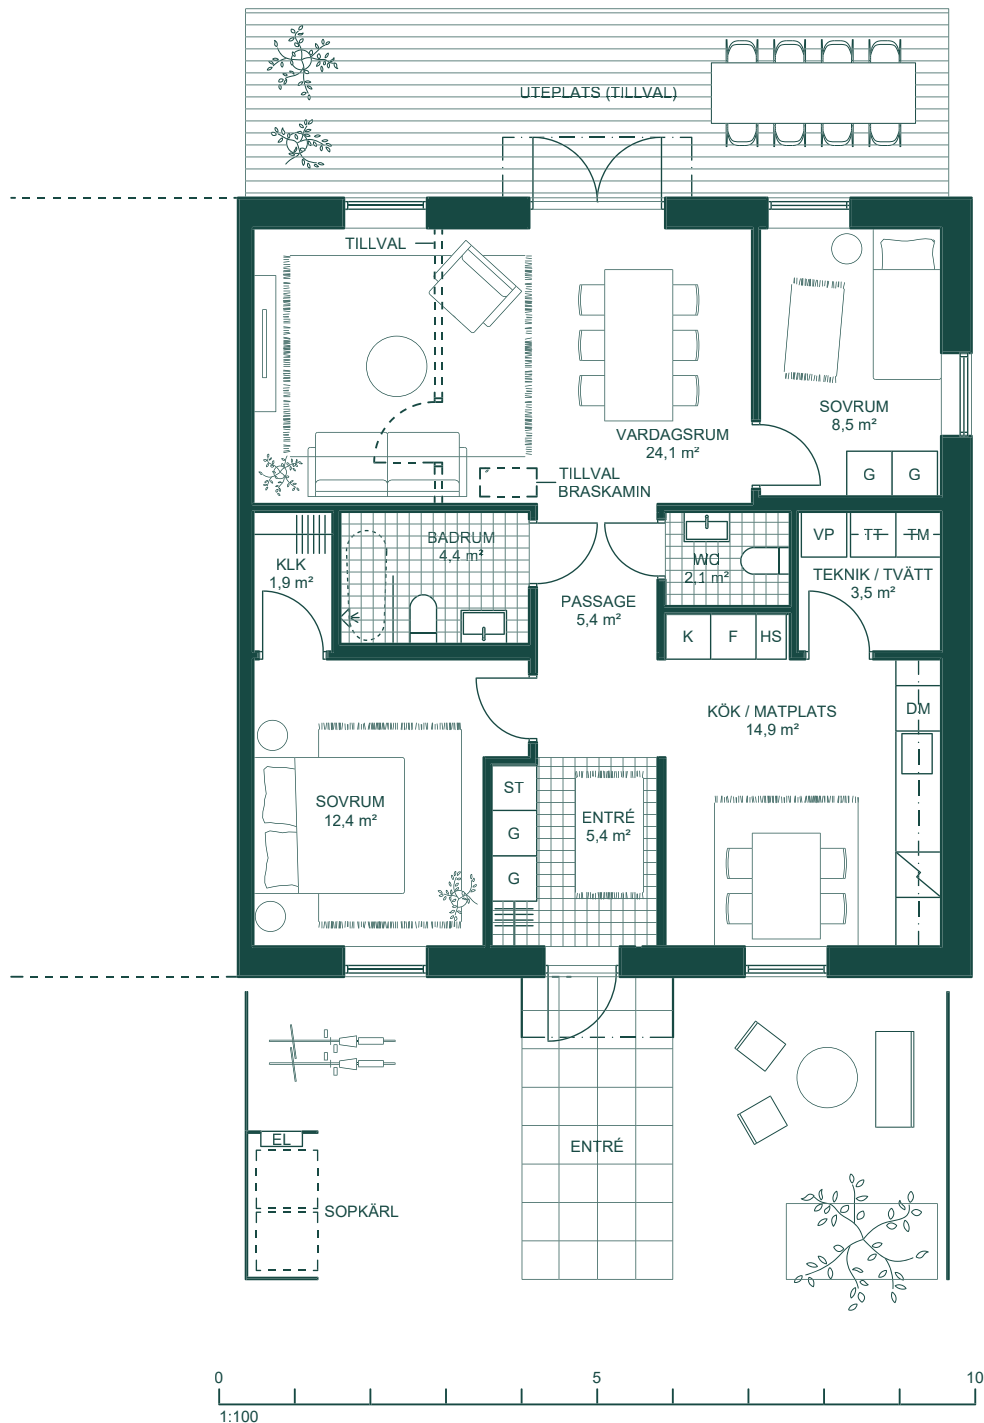 UTEPLATS (TILLVAL)
TILLVAL
SOVRUM
8,5 m²
VARDAGSRUM
24,1 m²
TILLVAL
BRASKAMIN
G
G
BADRUM
4,4 m²
WC
2,1 m²
VP
TT
TM
KLK
1,9 m²
TEKNIK / TVÄTT
3,5 m²
PASSAGE
5,4 m²
K
F
HS
KÖK / MATPLATS
14,9 m²
DM
SOVRUM
12,4 m²
ST
G
G
ENTRÉ
5,4 m²
EL
ENTRÉ
SOPKÄRL
0
5
10
1:100